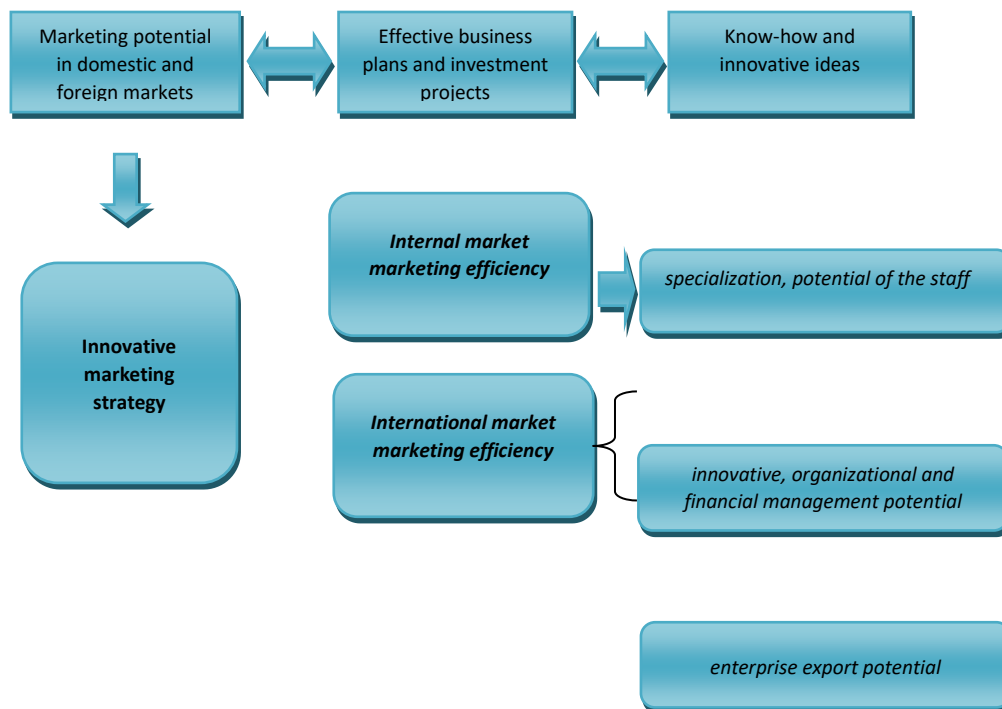 Marketing potential
in domestic and
foreign markets
Effective business
plans and investment
projects
Know-how and
innovative ideas
Internal market
marketing efficiency
specialization, potential of the staff
Innovative
marketing
strategy
International market
marketing efficiency
innovative, organizational and
financial management potential
enterprise export potential